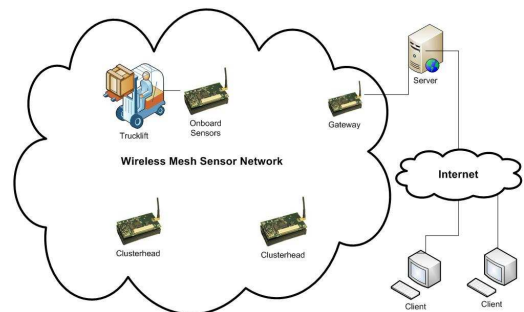 Server
Onboard
Sensors
Gateway
Trucklift
Wireless Mesh Sensor Network
Internet
Clusterhead
Clusterhead
Client
Client